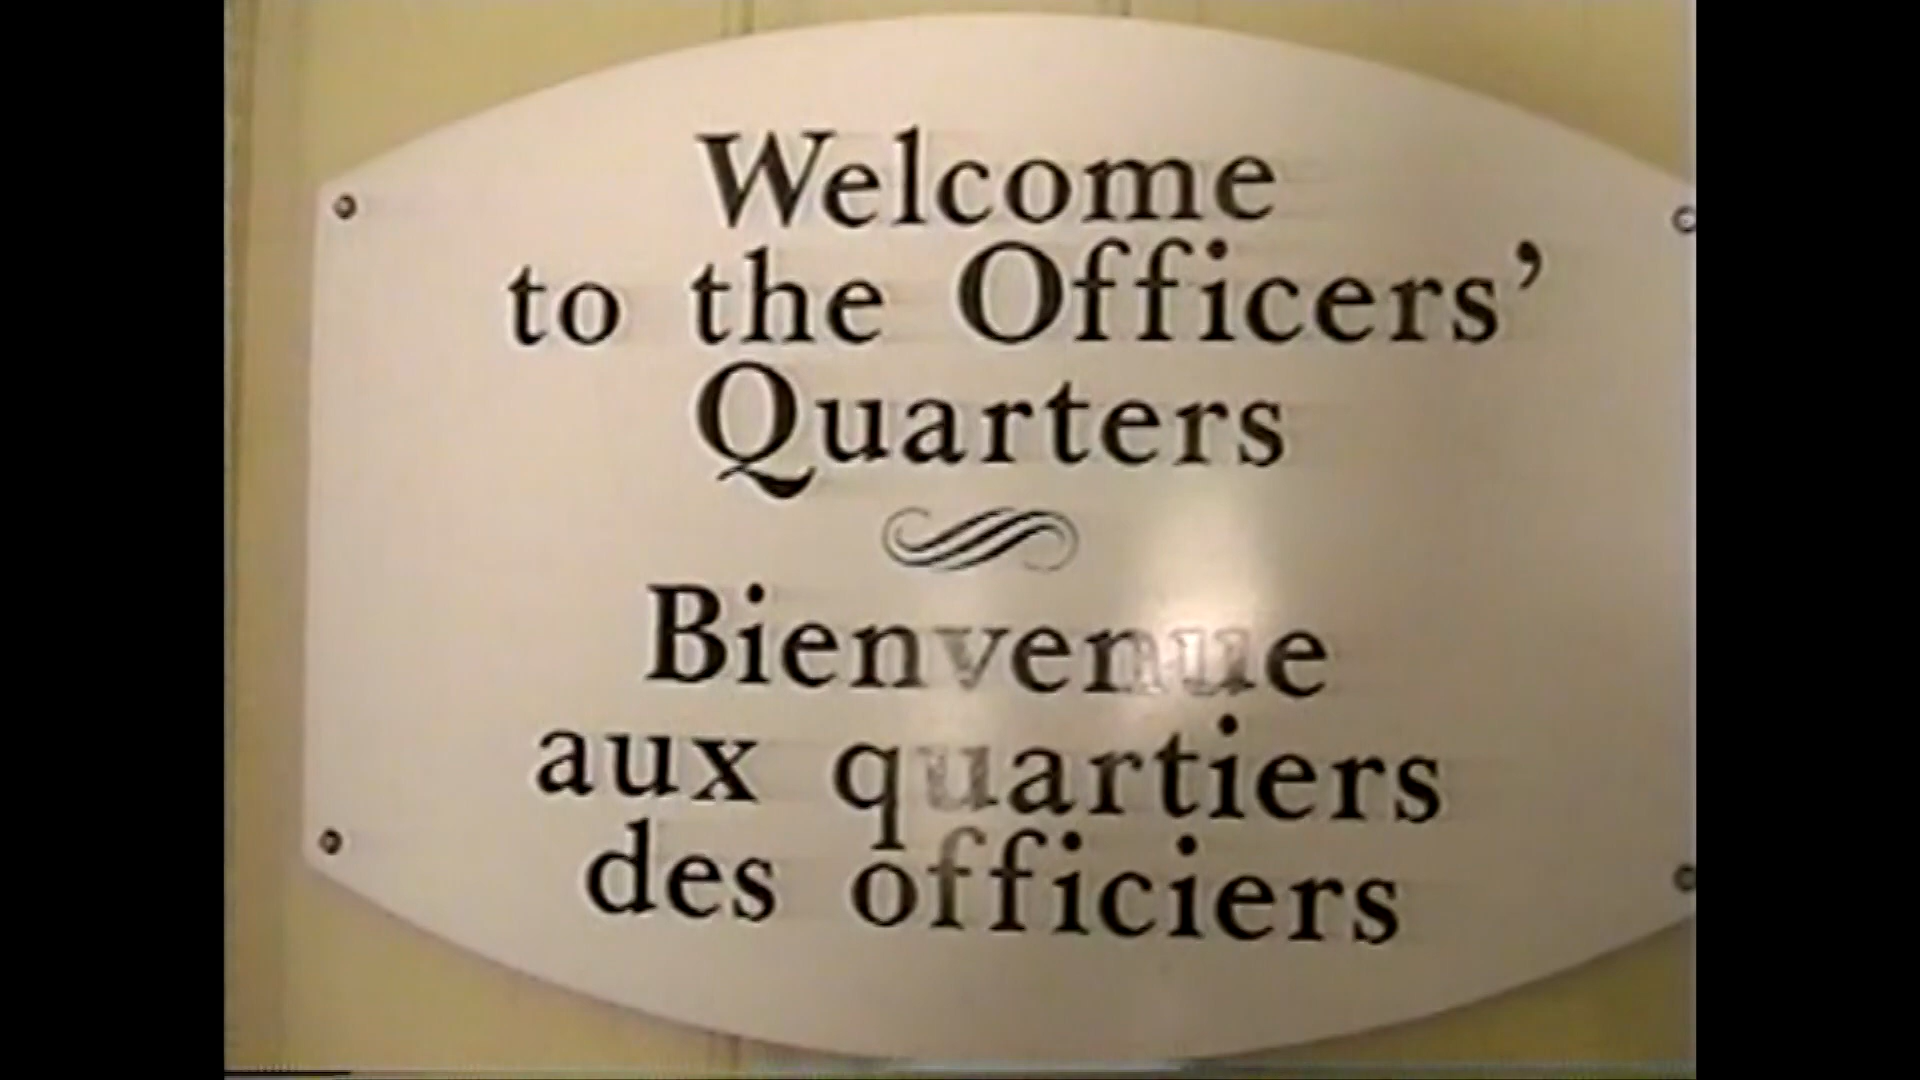 Welcome
to the Officers’
Quarters
Bienvenue
aux quartiers
des officiers